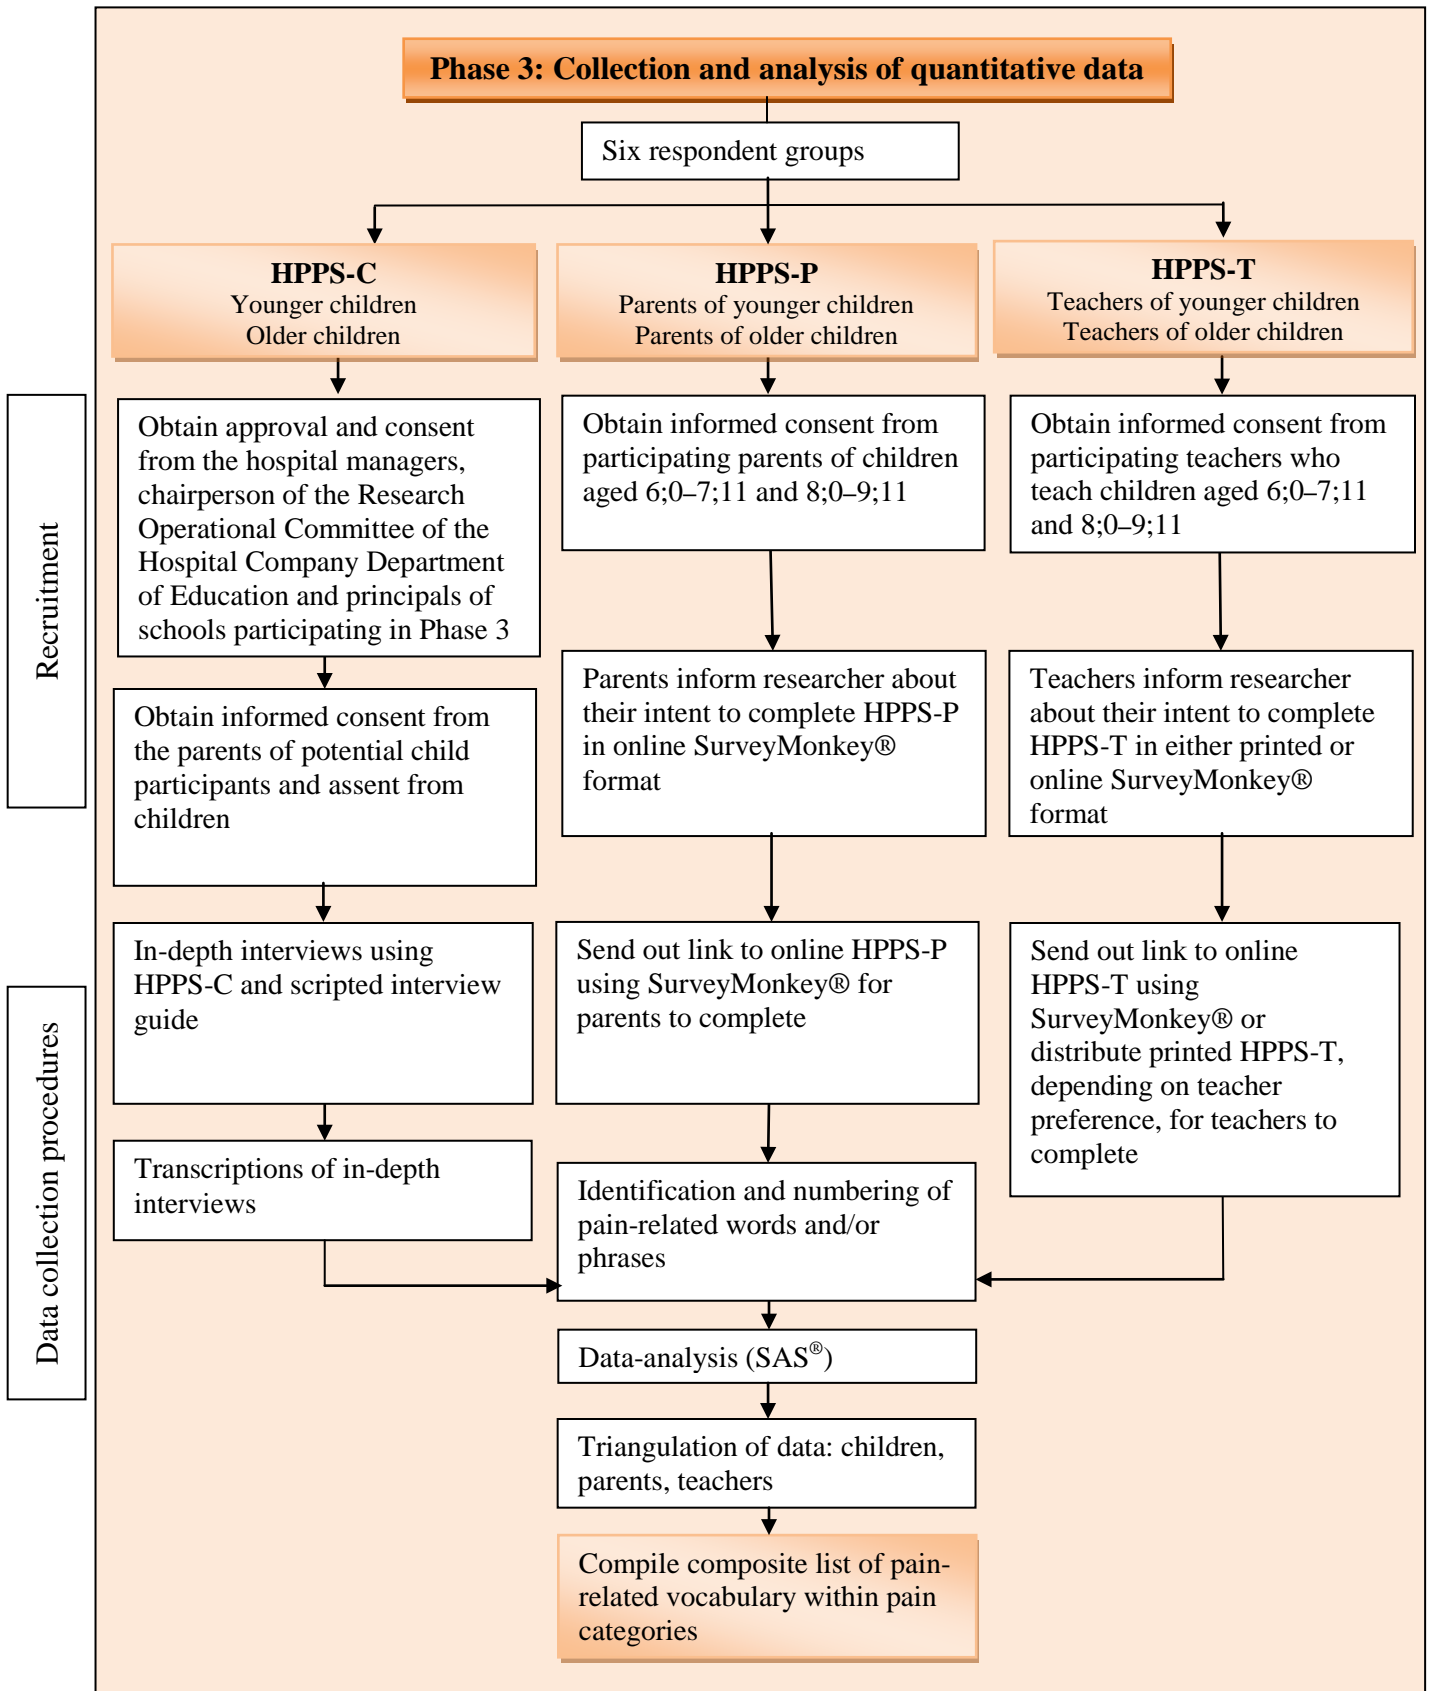 Phase 3: Collection and analysis of quantitative data
Six respondent groups
HPPS-C
Younger children
Older children
HPPS-P
Parents of younger children
Parents of older children
HPPS-T
Teachers of younger children
Teachers of older children
Recruitment
Obtain approval and consent
from the hospital managers,
chairperson of the Research
Operational Committee of the
Hospital Company Department
of Education and principals of
schools participating in Phase 3
Obtain informed consent from
participating parents of children
aged 6;0–7;11 and 8;0–9;11
Obtain informed consent from
participating teachers who
teach children aged 6;0–7;11
and 8;0–9;11
Obtain informed consent from
the parents of potential child
participants and assent from
children
Parents inform researcher about
their intent to complete HPPS-P
in online SurveyMonkey®
format
Teachers inform researcher
about their intent to complete
HPPS-T in either printed or
online SurveyMonkey®
format
Data collection procedures
In-depth interviews using
HPPS-C and scripted interview
guide
Send out link to online HPPS-P
using SurveyMonkey® for
parents to complete
Send out link to online
HPPS-T using
SurveyMonkey® or
distribute printed HPPS-T,
depending on teacher
preference, for teachers to
complete
Transcriptions of in-depth
interviews
Identification and numbering of
pain-related words and/or
phrases
Data-analysis (SAS®)
Triangulation of data: children,
parents, teachers
Compile composite list of pain-
related vocabulary within pain
categories